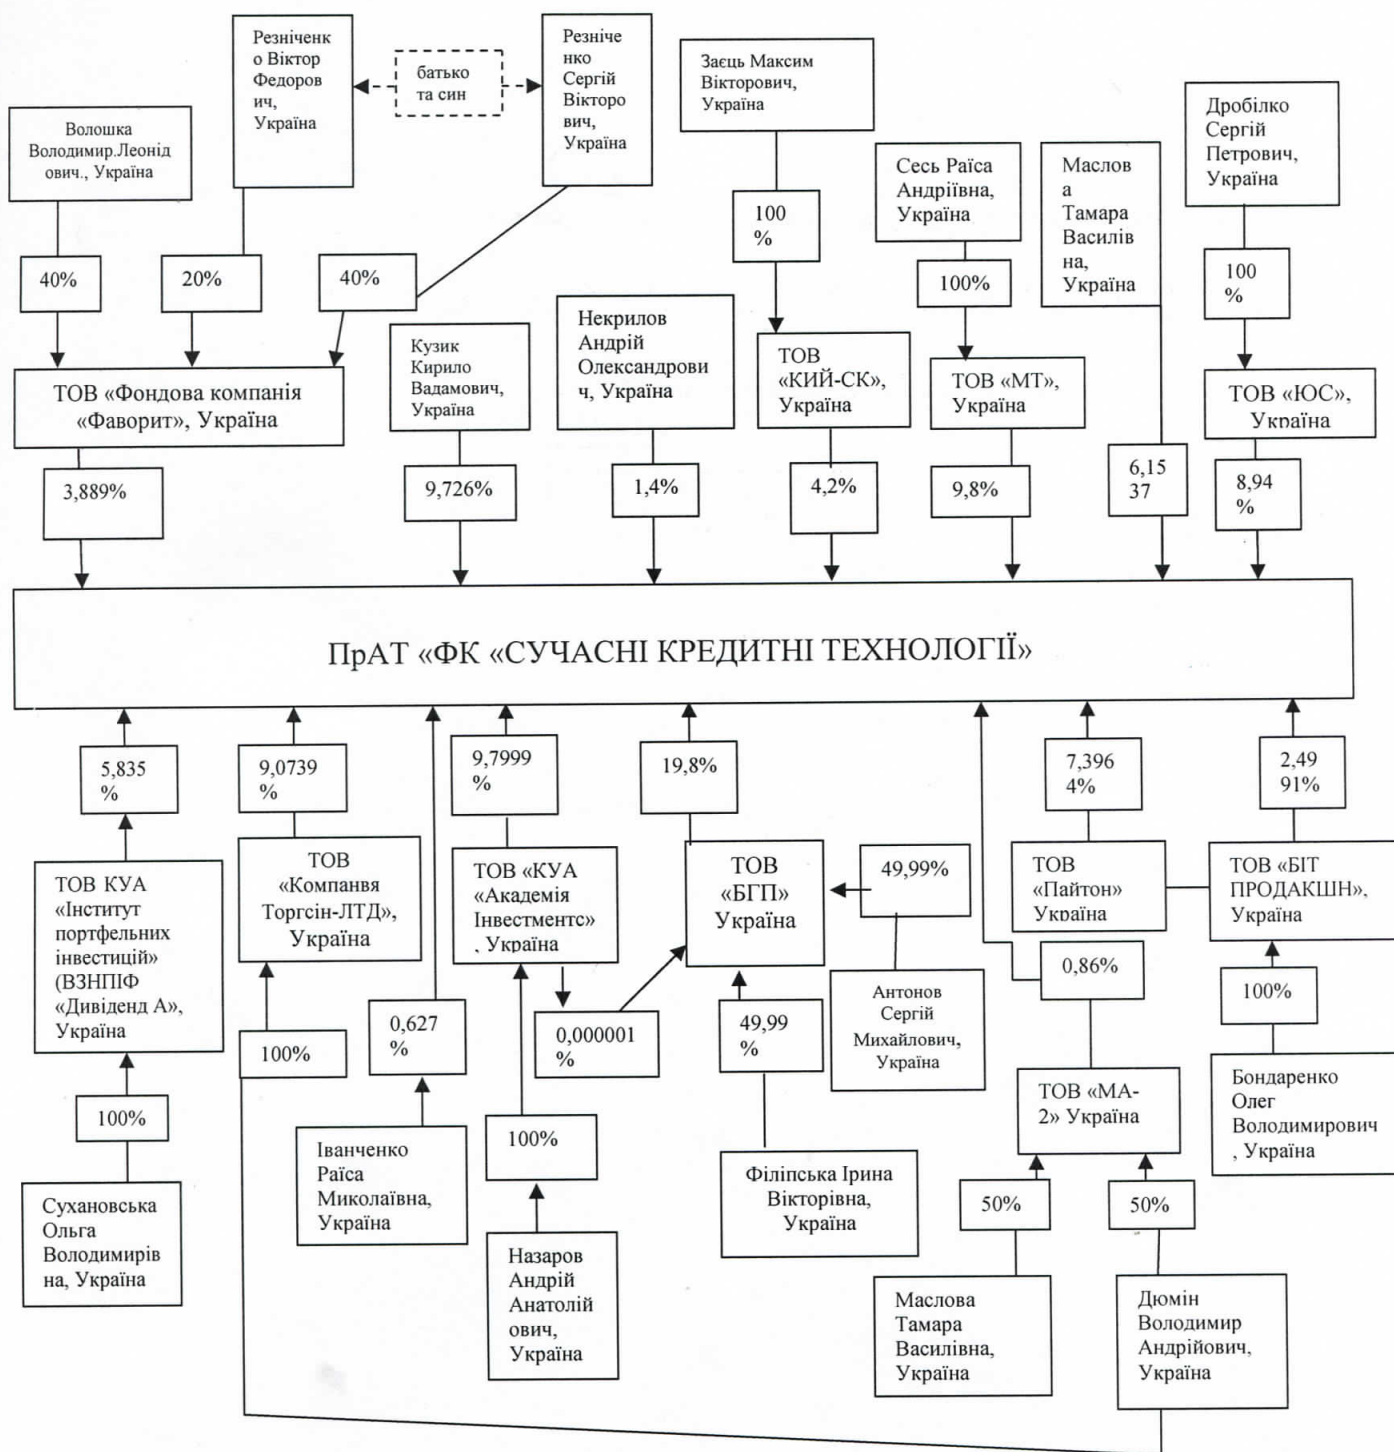 Резніченк
о Віктор
Федоров
ич,
Україна
батько
та син
Резніче
нко
Сергій
Вікторо
вич,
Україна
Заєць Максим
Вікторович,
Україна
Волошка
Володимир.Леонід
ович., Україна
Сесь Раїса
Андріївна,
Україна
Маслов
а
Тамара
Василів
на,
Україна
Дробілко
Сергій
Петрович,
Україна
40%
20%
40%
100
%
100%
100
%
Кузик
Кирило
Вадамович,
Україна
Некрилов
Андрій
Олександрови
ч, Україна
ТОВ «Фондова компанія
«Фаворит», Україна
ТОВ
«КИЙ-СК»,
Україна
ТОВ «МТ»,
Україна
ТОВ «ЮС»,
Україна
3,889%
9,726%
1,4%
4,2%
9,8%
6,15
37
8,94
%
ПрАТ «ФК «СУЧАСНІ КРЕДИТНІ ТЕХНОЛОГІЇ»
5,835
%
9,0739
%
9,7999
%
19,8%
7,396
4%
2,49
91%
ТОВ КУА
«Інститут
портфельних
інвестицій»
(ВЗНПІФ
«Дивіденд А»,
Україна
ТОВ
«Компанвя
Торгсін-ЛТД»,
Україна
ТОВ «КУА
«Академія
Інвестментс»
, Україна
ТОВ
«БГП»
Україна
49,99%
ТОВ
«Пайтон»
Україна
ТОВ «БІТ
ПРОДАКШН»,
Україна
0,86%
100%
100%
0,627
%
0,000001
%
49,99
%
Антонов
Сергій
Михайлович,
Україна
100%
Іванченко
Раїса
Миколаївна,
Україна
100%
Філіпська Ірина
Вікторівна,
Україна
ТОВ «МА-
2» Україна
Бондаренко
Олег
Володимирович
, Україна
Сухановська
Ольга
Володимирів
на, Україна
Назаров
Андрій
Анатолій
ович,
Україна
50%
50%
Маслова
Тамара
Василівна,
Україна
Дюмін
Володимир
Андрійович,
Україна